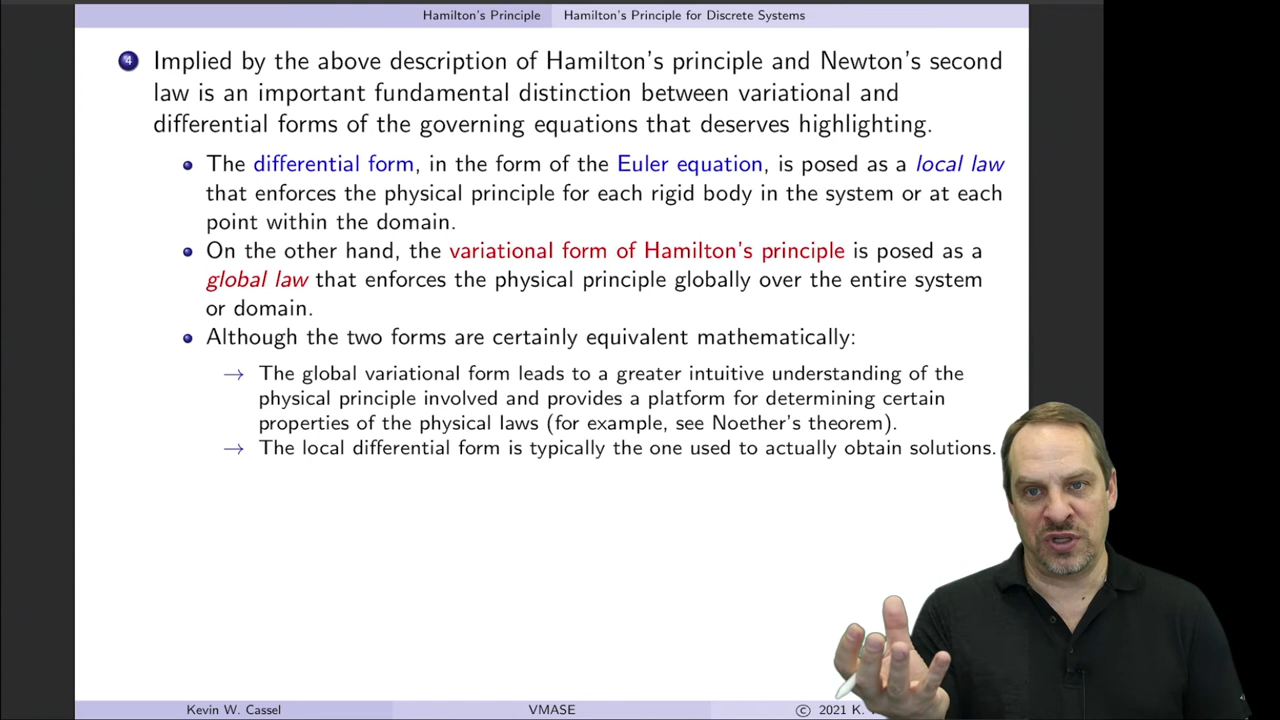 Hamilton's Principle Hamilton's Principle for Discrete Systems
4 Implied by the above description of Hamilton's principle and Newton's second
law is an important fundamental distinction between variational and
differential forms of the governing equations that deserves highlighting.
The differential form, in the form of the Euler equation, is posed as a local law
that enforces the physical principle for each rigid body in the system or at each
point within the domain.
On the other hand, the variational form of Hamilton's principle is posed as a
global law that enforces the physical principle globally over the entire system
or domain.
Although the two forms are certainly equivalent mathematically:
→ The global variational form leads to a greater intuitive understanding of the
physical principle involved and provides a platform for determining certain
properties of the physical laws (for example, see Noether's theorem).
→ The local differential form is typically the one used to actually obtain solutions.
Kevin W. Cassel VMASE © 2021 K.